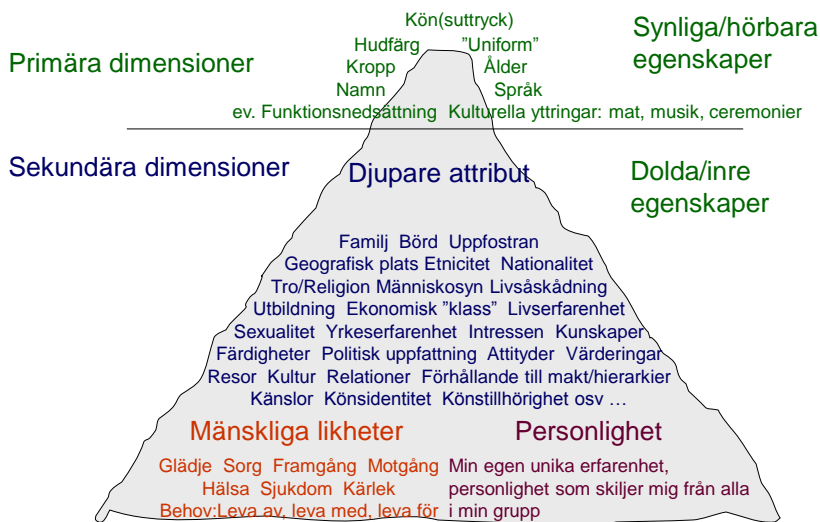 Kön(suttryck)
Synliga/hörbara
egenskaper
Primära dimensioner
Hudfärg "Uniform"
Kropp Ålder
Namn Språk
ev. Funktionsnedsättning Kulturella yttringar: mat, musik, ceremonier
Sekundära dimensioner
Djupare attribut
Dolda/inre
egenskaper
Familj Börd Uppfostran
Geografisk plats Etnicitet Nationalitet
Tro/Religion Människosyn Livsåskådning
Utbildning Ekonomisk "klass" Livserfarenhet
Sexualitet Yrkeserfarenhet Intressen Kunskaper
Färdigheter Politisk uppfattning Attityder Värderingar
Resor Kultur Relationer Förhållande till makt/hierarkier
Känslor Könsidentitet Könstillhörighet osv …
Mänskliga likheter
Glädje Sorg Framgång Motgång
Hälsa Sjukdom Kärlek
Behov:Leva av, leva med, leva för
Personlighet
Min egen unika erfarenhet,
personlighet som skiljer mig från alla
i min grupp